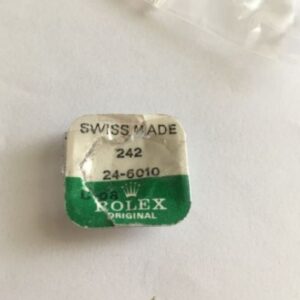 SWISS MADE
242
24-6010
ROLEX
ORIGINAL